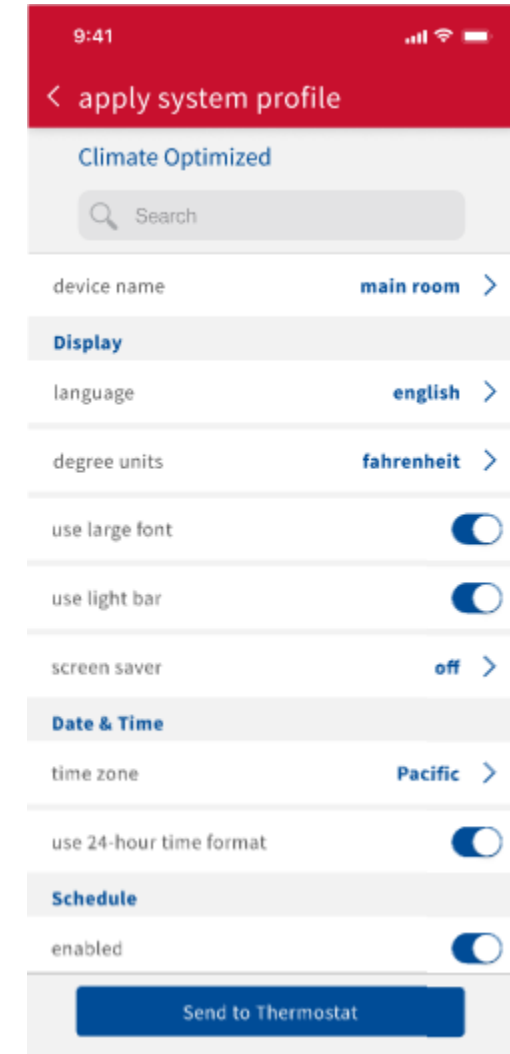 9:41
apply system profile
Climate Optimized
Search
device name main room
Display
language english
degree units fahrenheit
use large font
use light bar
screen saver off
Date & Time
time zone Pacific
use 24-hour time format
Schedule
enabled
Send to Thermostat